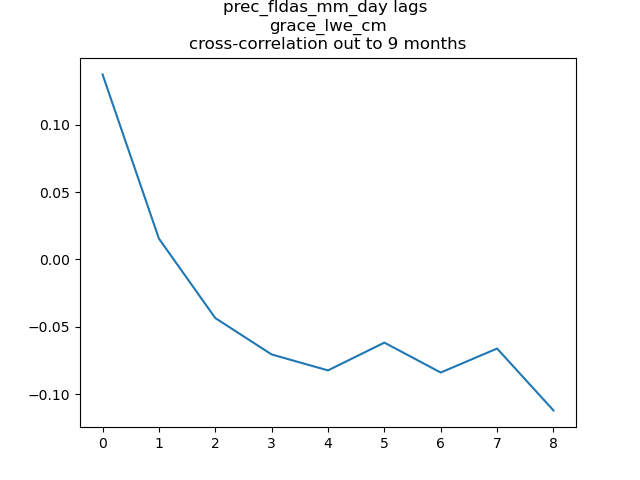 prec_fldas_mm_day lags
grace_lwe_cm
cross-correlation out to 9 months
0.10
0.05
0.00
−0.05
−0.10
0 1 2 3 4 5 6 7 8